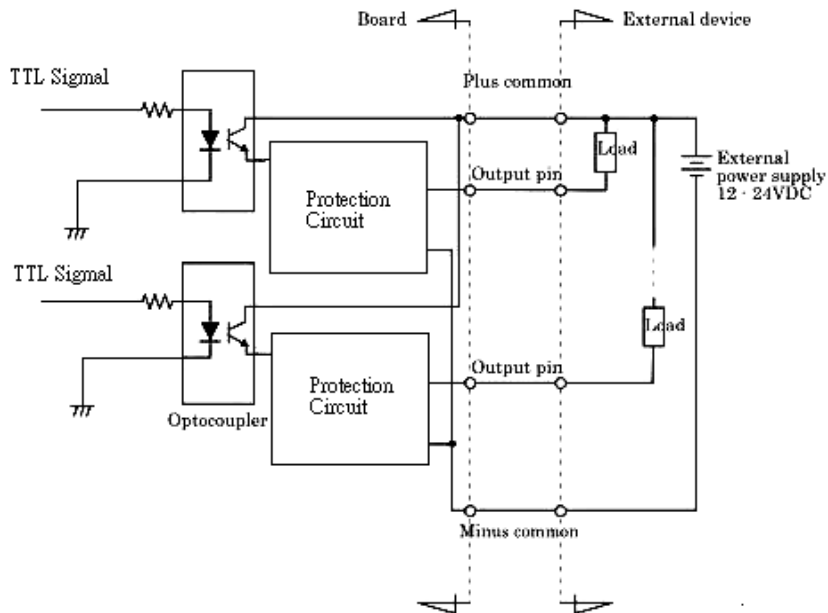 Board
External device
TTL Sigmal
Plus common
Load
External
power supply
12 · 24VDC
Output pin
Protection
Circuit
TTL Sigmal
Load
Output pin
Protection
Circuit
Optocoupler
Minus common